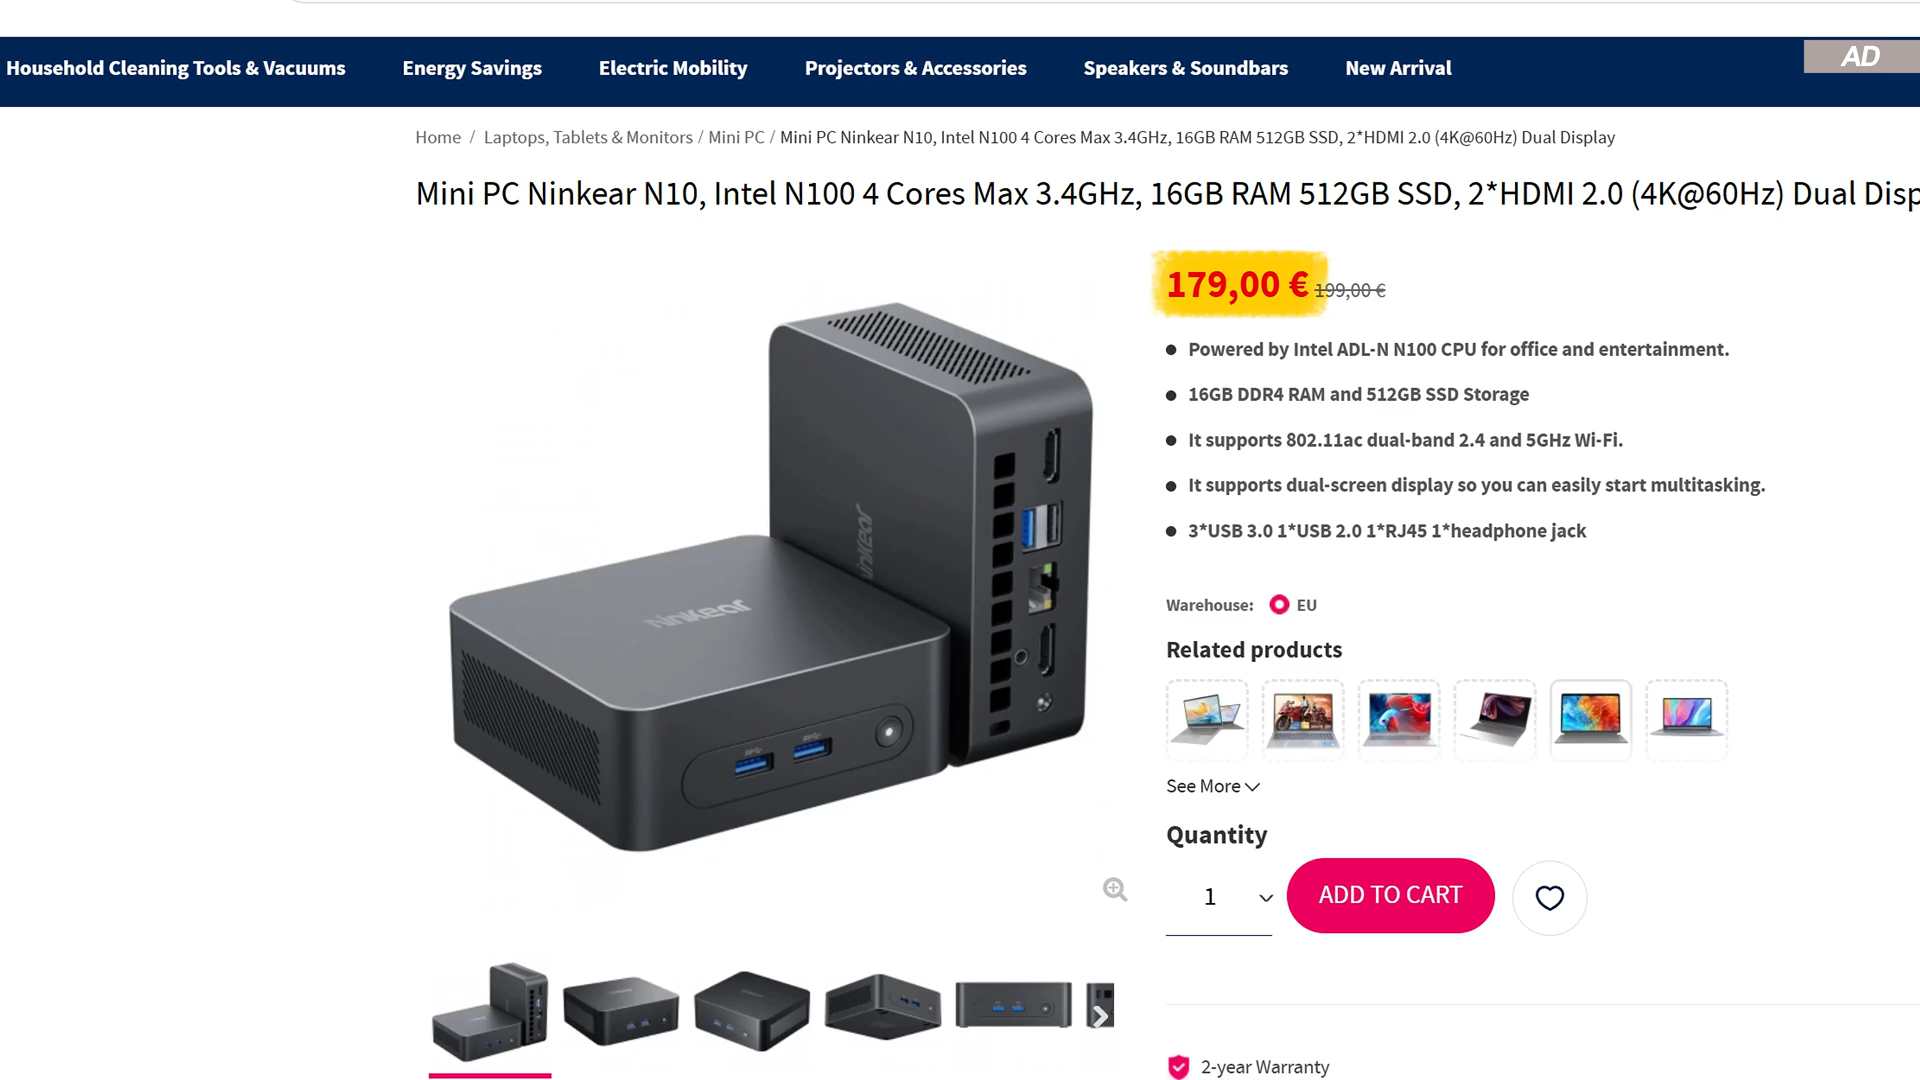 Household Cleaning Tools & Vacuums Energy Savings Electric Mobility Projectors & Accessories Speakers & Soundbars New Arrival
AD
Home / Laptops, Tablets & Monitors / Mini PC / Mini PC Ninkear N10, Intel N100 4 Cores Max 3.4GHz, 16GB RAM 512GB SSD, 2*HDMI 2.0 (4K@60Hz) Dual Display
Mini PC Ninkear N10, Intel N100 4 Cores Max 3.4GHz, 16GB RAM 512GB SSD, 2*HDMI 2.0 (4K@60Hz) Dual Disp
179,00 € 199,00 €
Powered by Intel ADL-N N100 CPU for office and entertainment.
16GB DDR4 RAM and 512GB SSD Storage
It supports 802.11ac dual-band 2.4 and 5GHz Wi-Fi.
It supports dual-screen display so you can easily start multitasking.
3*USB 3.0 1*USB 2.0 1*RJ45 1*headphone jack
Ninkear
Ninkear
Warehouse: EU
Related products
See More
Quantity
1 ADD TO CART
2-year Warranty